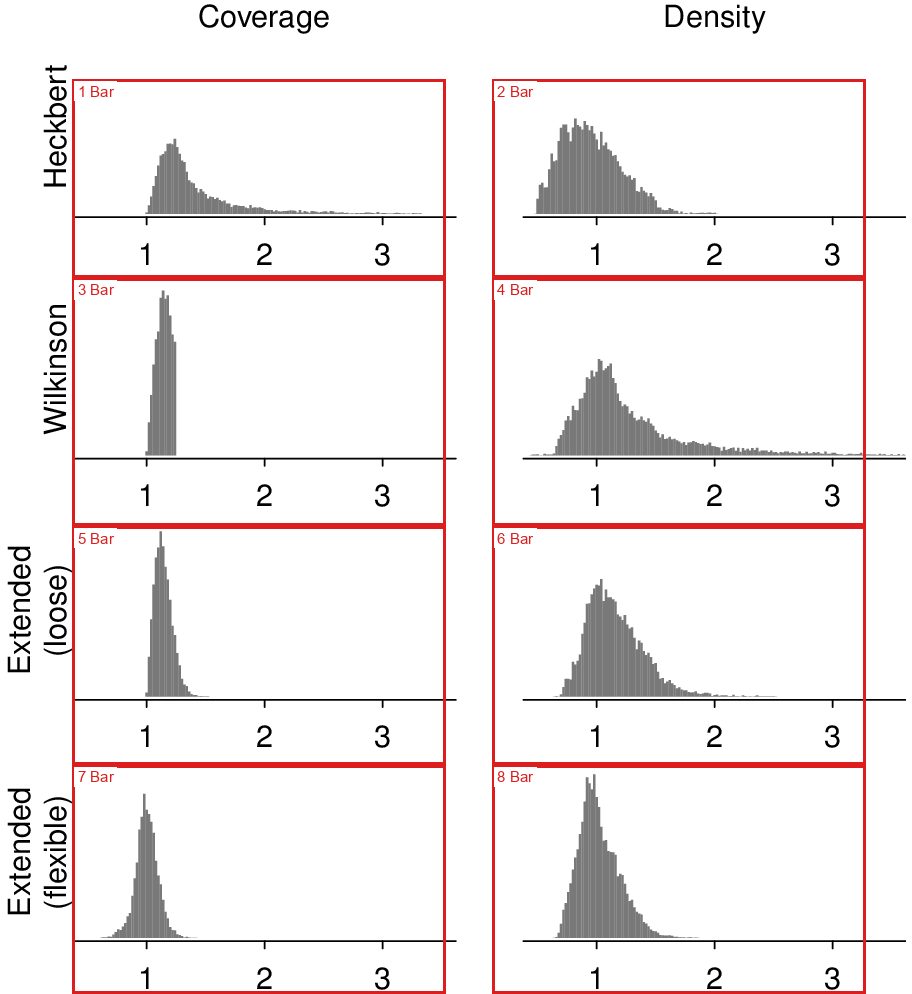 Coverage Density
Heckbert
1 Bar
2 Bar
1 2 3
1 2 3
Wilkinson
3 Bar
4 Bar
1 2 3
1 2 3
Extended
(loose)
5 Bar
6 Bar
1 2 3
1 2 3
Extended
(flexible)
7 Bar
8 Bar
1 2 3
1 2 3